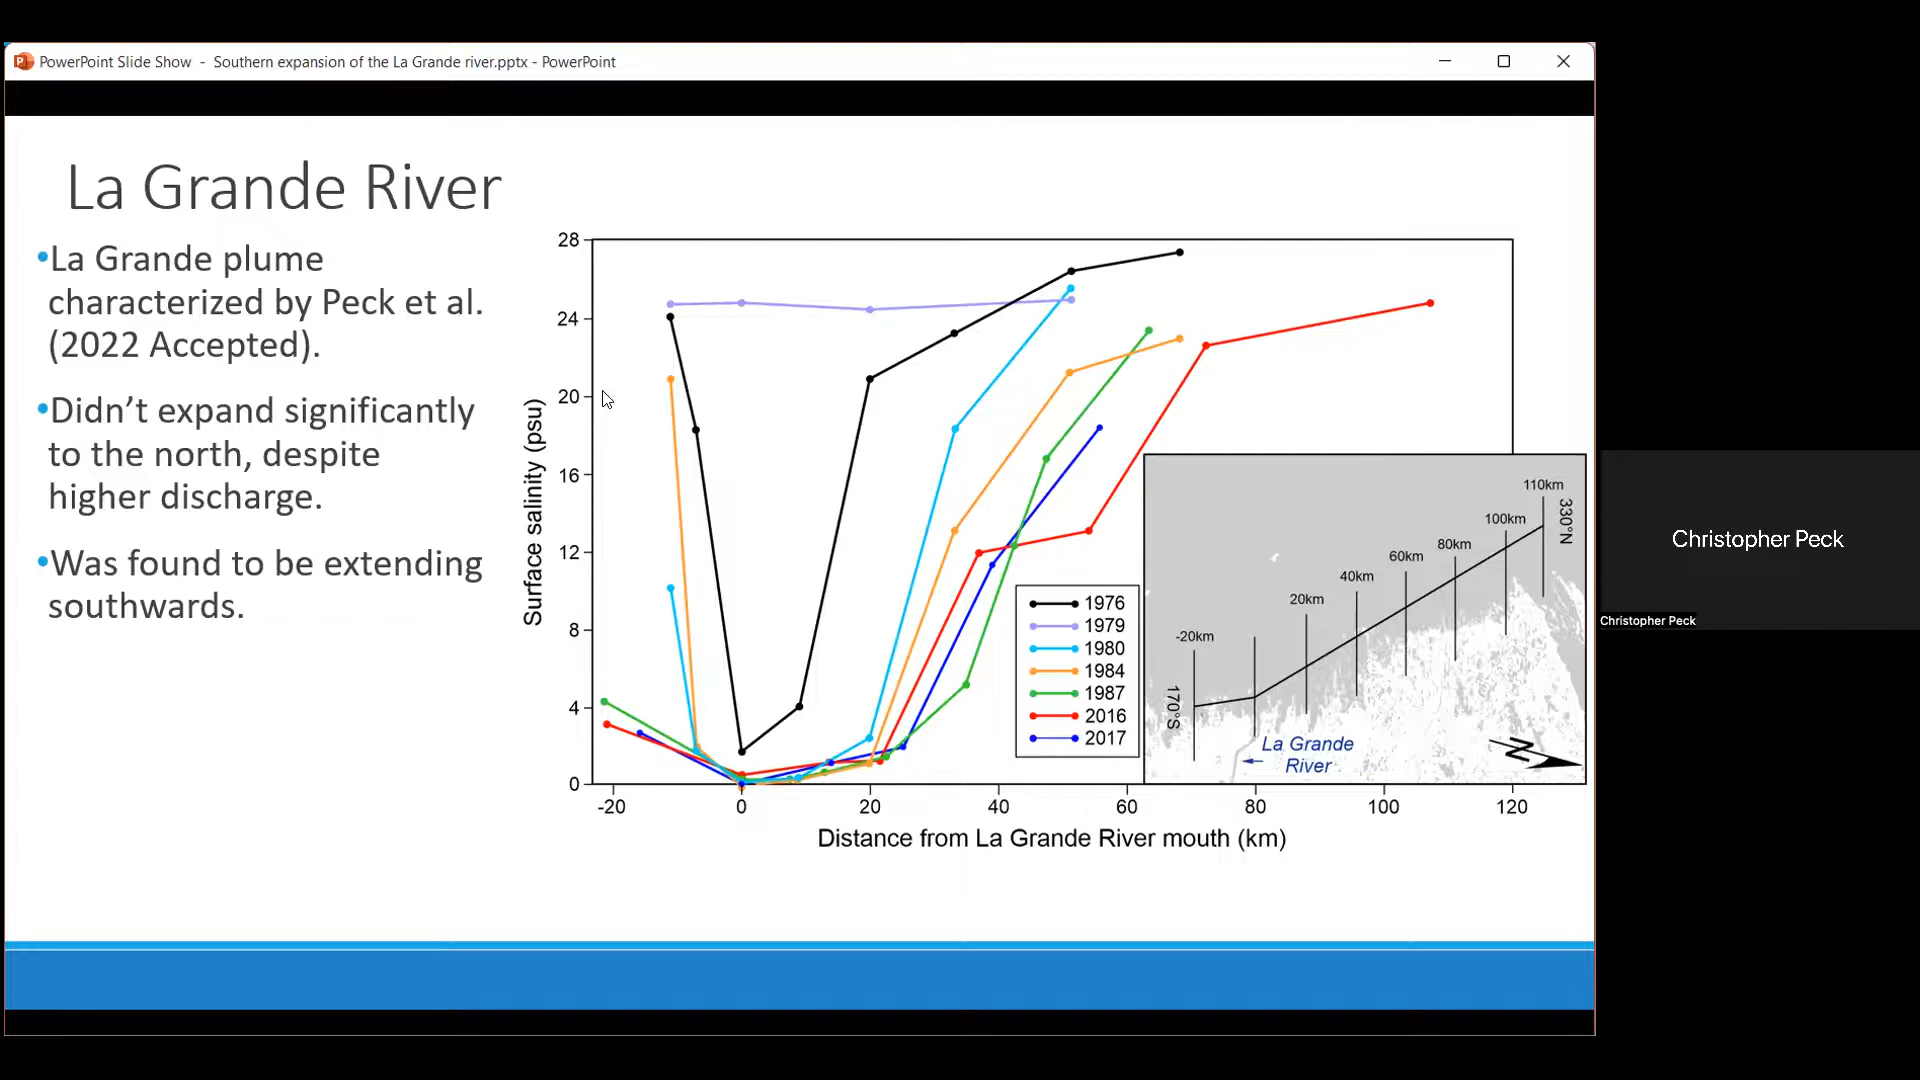 PowerPoint Slide Show - Southern expansion of the La Grande river.pptx - PowerPoint
La Grande River
•La Grande plume
characterized by Peck et al.
(2022 Accepted).
•Didn’t expand significantly
to the north, despite
higher discharge.
•Was found to be extending
southwards.
28
24
20
16
12
8
4
0
Surface salinity (psu)
-20
0
20
40
60
80
100
120
Distance from La Grande River mouth (km)
1976
1979
1980
1984
1987
2016
2017
-20km
20km
40km
60km
80km
100km
110km
330°N
170°S
La Grande
River
N
Christopher Peck
Christopher Peck